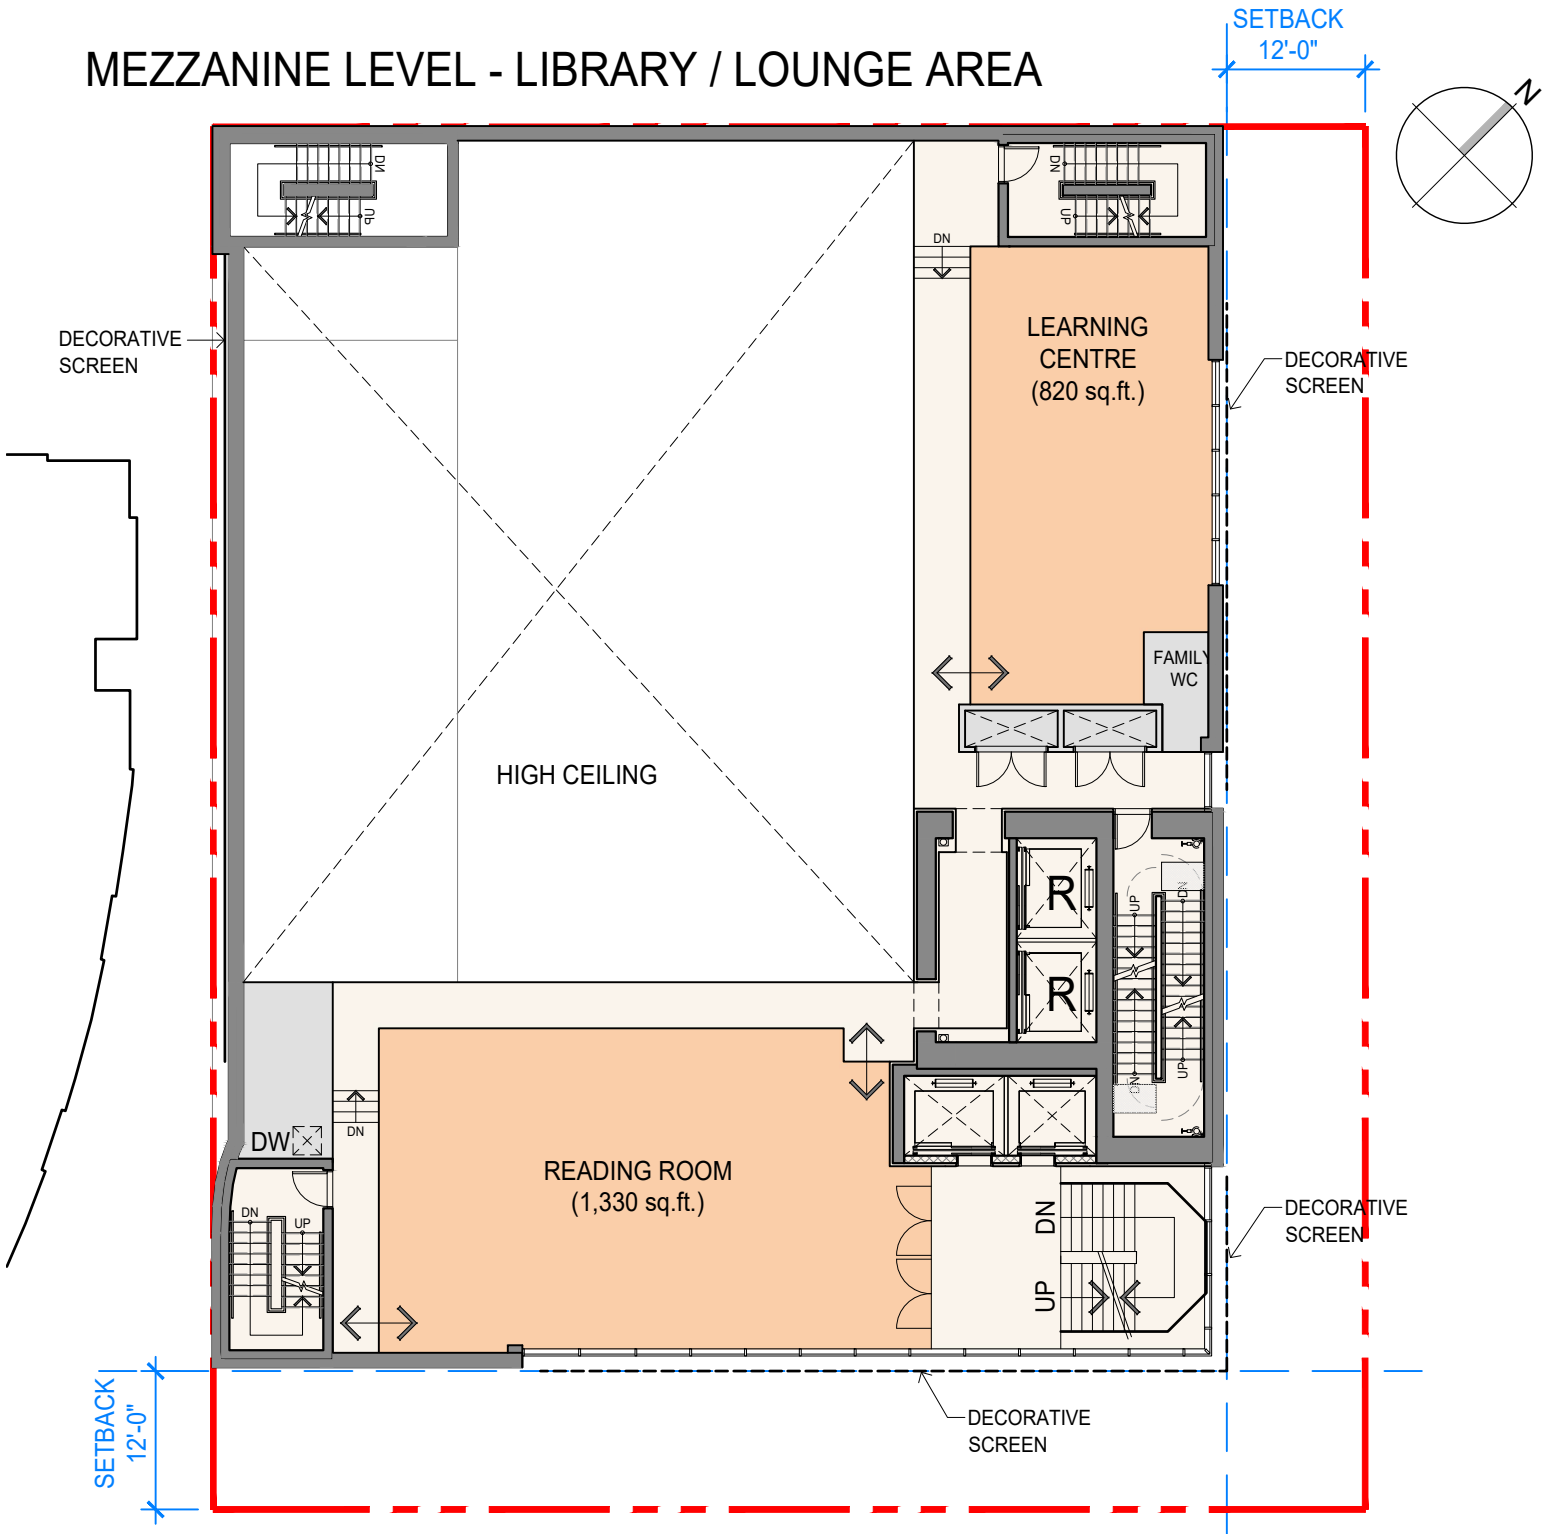 SETBACK
12'-0"
MEZZANINE LEVEL - LIBRARY / LOUNGE AREA
N
DN
UP
DN
UP
DN
DECORATIVE
SCREEN
LEARNING
CENTRE
(820 sq.ft.)
DECORATIVE
SCREEN
FAMILY
WC
HIGH CEILING
R
R
UP
DN
DN
UP
DW
DN
READING ROOM
(1,330 sq.ft.)
DN
UP
DN
UP
DECORATIVE
SCREEN
SETBACK
12'-0"
DECORATIVE
SCREEN